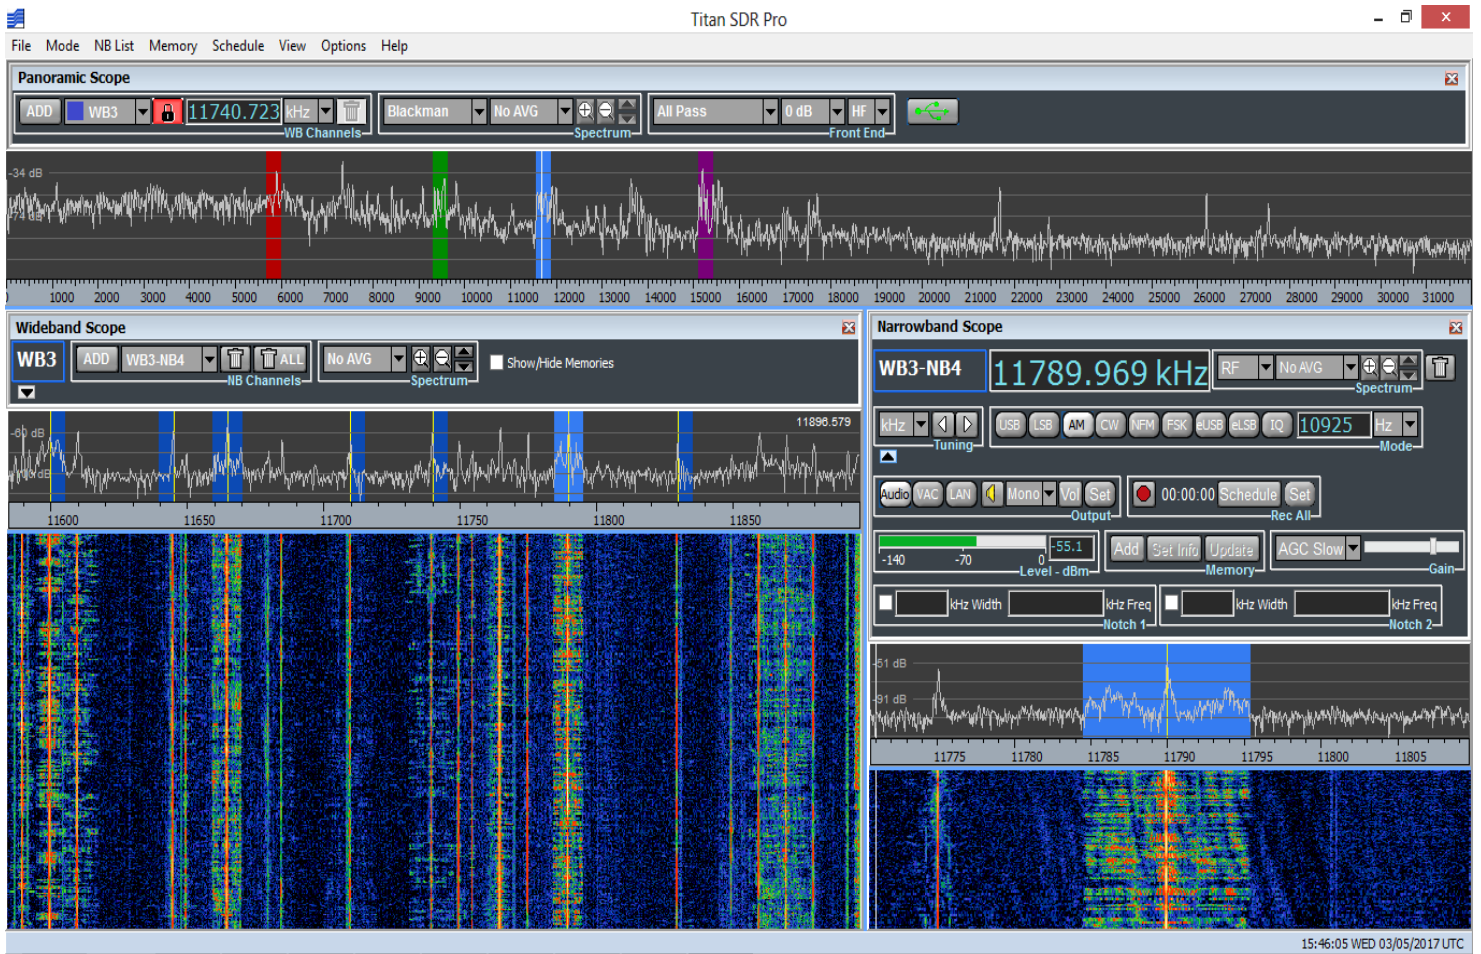 Titan SDR Pro
File Mode NB List Memory Schedule View Options Help
Panoramic Scope
ADD WB3 11740.723 kHz Blackman No AVG All Pass 0 dB HF
WB Channels Spectrum Front End
-34 dB
-74 dB
1000 2000 3000 4000 5000 6000 7000 8000 9000 10000 11000 12000 13000 14000 15000 16000 17000 18000 19000 20000 21000 22000 23000 24000 25000 26000 27000 28000 29000 30000 31000
Wideband Scope
WB3 ADD WB3-NB4 ALL No AVG Show/Hide Memories
NB Channels Spectrum
11896.579
-60 dB
11600 11650 11700 11750 11800 11850
Narrowband Scope
WB3-NB4 11789.969 kHz RF No AVG
Spectrum
kHz USB LSB AM CW NFM FSK eUSB eLSB IQ 10925 Hz
Tuning Mode
Audio VAC LAN Mono Vol Set 00:00:00 Schedule Set
Output Rec All
-55.1 Add Set Info Update AGC Slow
-140 -70 0
Level - dBm Memory Gain
kHz Width kHz Freq kHz Width kHz Freq
Notch 1 Notch 2
-51 dB
-91 dB
11775 11780 11785 11790 11795 11800 11805
15:46:05 WED 03/05/2017 UTC